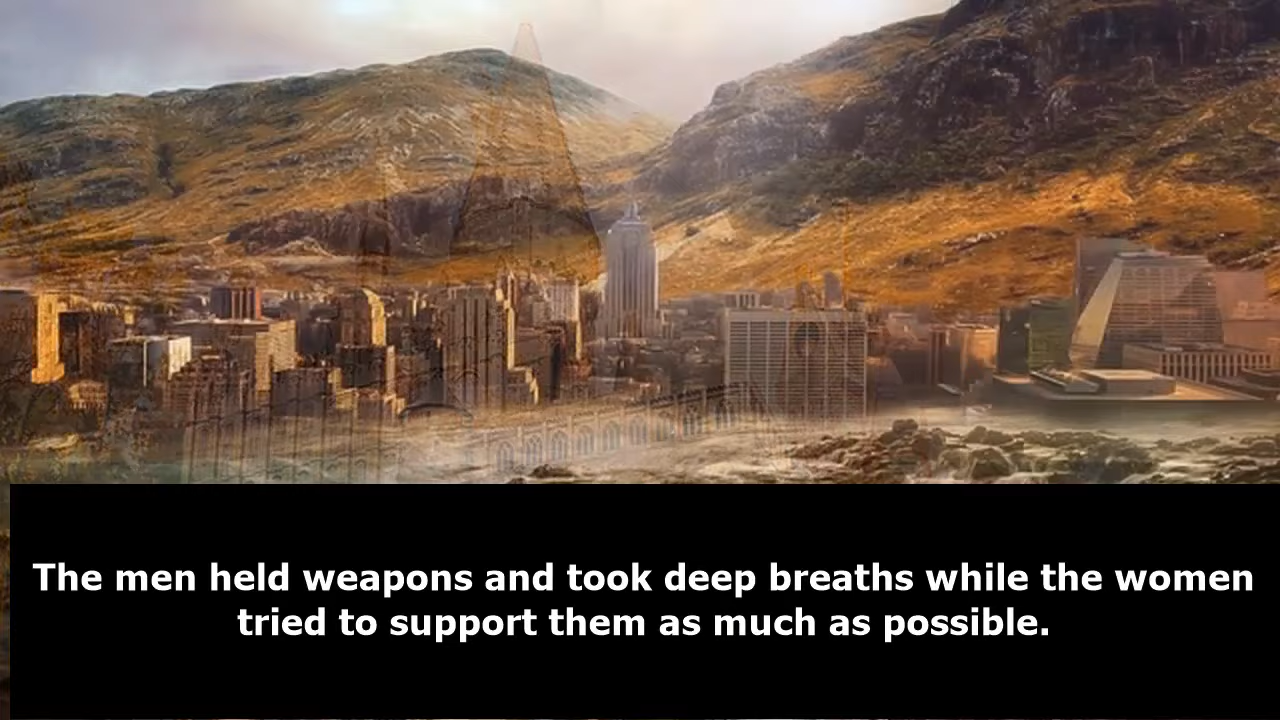 The men held weapons and took deep breaths while the women
tried to support them as much as possible.